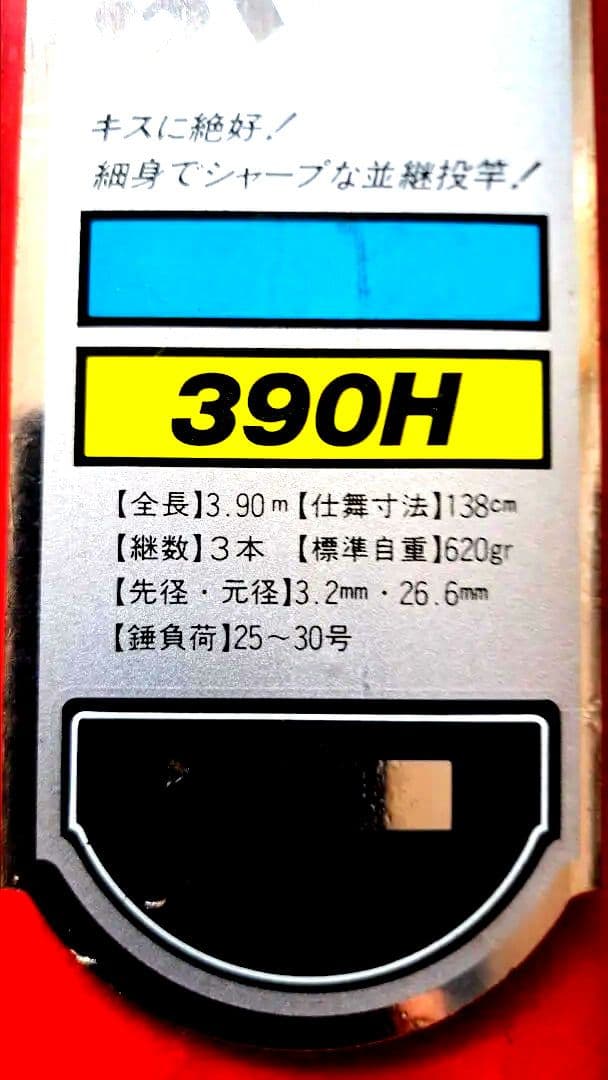 キスに絶好！
細身でシャープな並継投竿！
390H
【全長】3.90m【仕舞寸法】138cm
【継数】3本 【標準自重】620gr
【先径・元径】3.2mm・26.6mm
【錘負荷】25〜30号